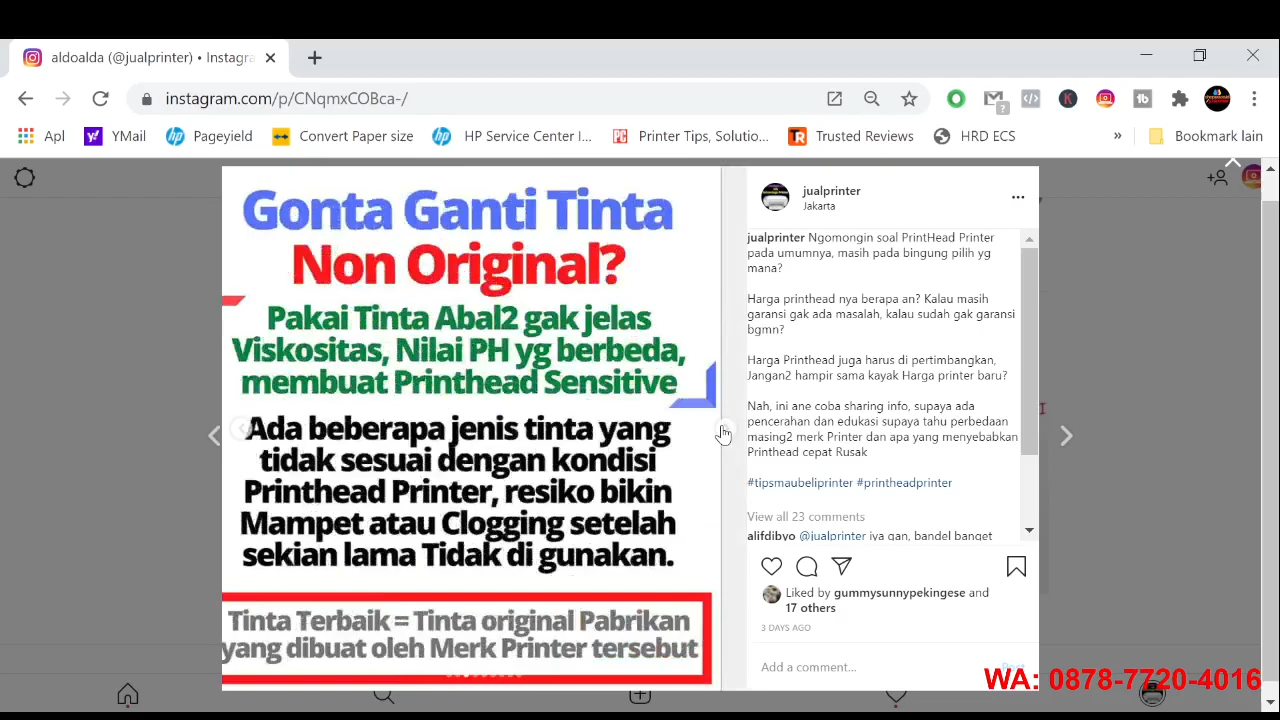 aldoalda (@jualprinter) • Instagra
instagram.com/p/CNqmxCOBca-/
Apl
YMail
Pageyield
Convert Paper size
HP Service Center I...
Printer Tips, Solutio...
Trusted Reviews
HRD ECS
»
Bookmark lain
Gonta Ganti Tinta
Non Original?
Pakai Tinta Abal2 gak jelas
Viskositas, Nilai PH yg berbeda,
membuat Printhead Sensitive
Ada beberapa jenis tinta yang
tidak sesuai dengan kondisi
Printhead Printer, resiko bikin
Mampet atau Clogging setelah
sekian lama Tidak di gunakan.
Tinta Terbaik = Tinta original Pabrikan
yang dibuat oleh Merk Printer tersebut
jualprinter
Jakarta
jualprinter Ngomongin soal PrintHead Printer
pada umumnya, masih pada bingung pilih yg
mana?
Harga printhead nya berapa an? Kalau masih
garansi gak ada masalah, kalau sudah gak garansi
bgmn?
Harga Printhead juga harus di pertimbangkan,
Jangan2 hampir sama kayak Harga printer baru?
Nah, ini ane coba sharing info, supaya ada
pencerahan dan edukasi supaya tahu perbedaan
masing2 merk Printer dan apa yang menyebabkan
Printhead cepat Rusak
#tipsmaubeliprinter #printheadprinter
View all 23 comments
alifdibyo @jualprinter iya gan, bandel banget
Liked by gummysunnypekingese and
17 others
3 DAYS AGO
Add a comment...
Post
WA: 0878-7720-4016